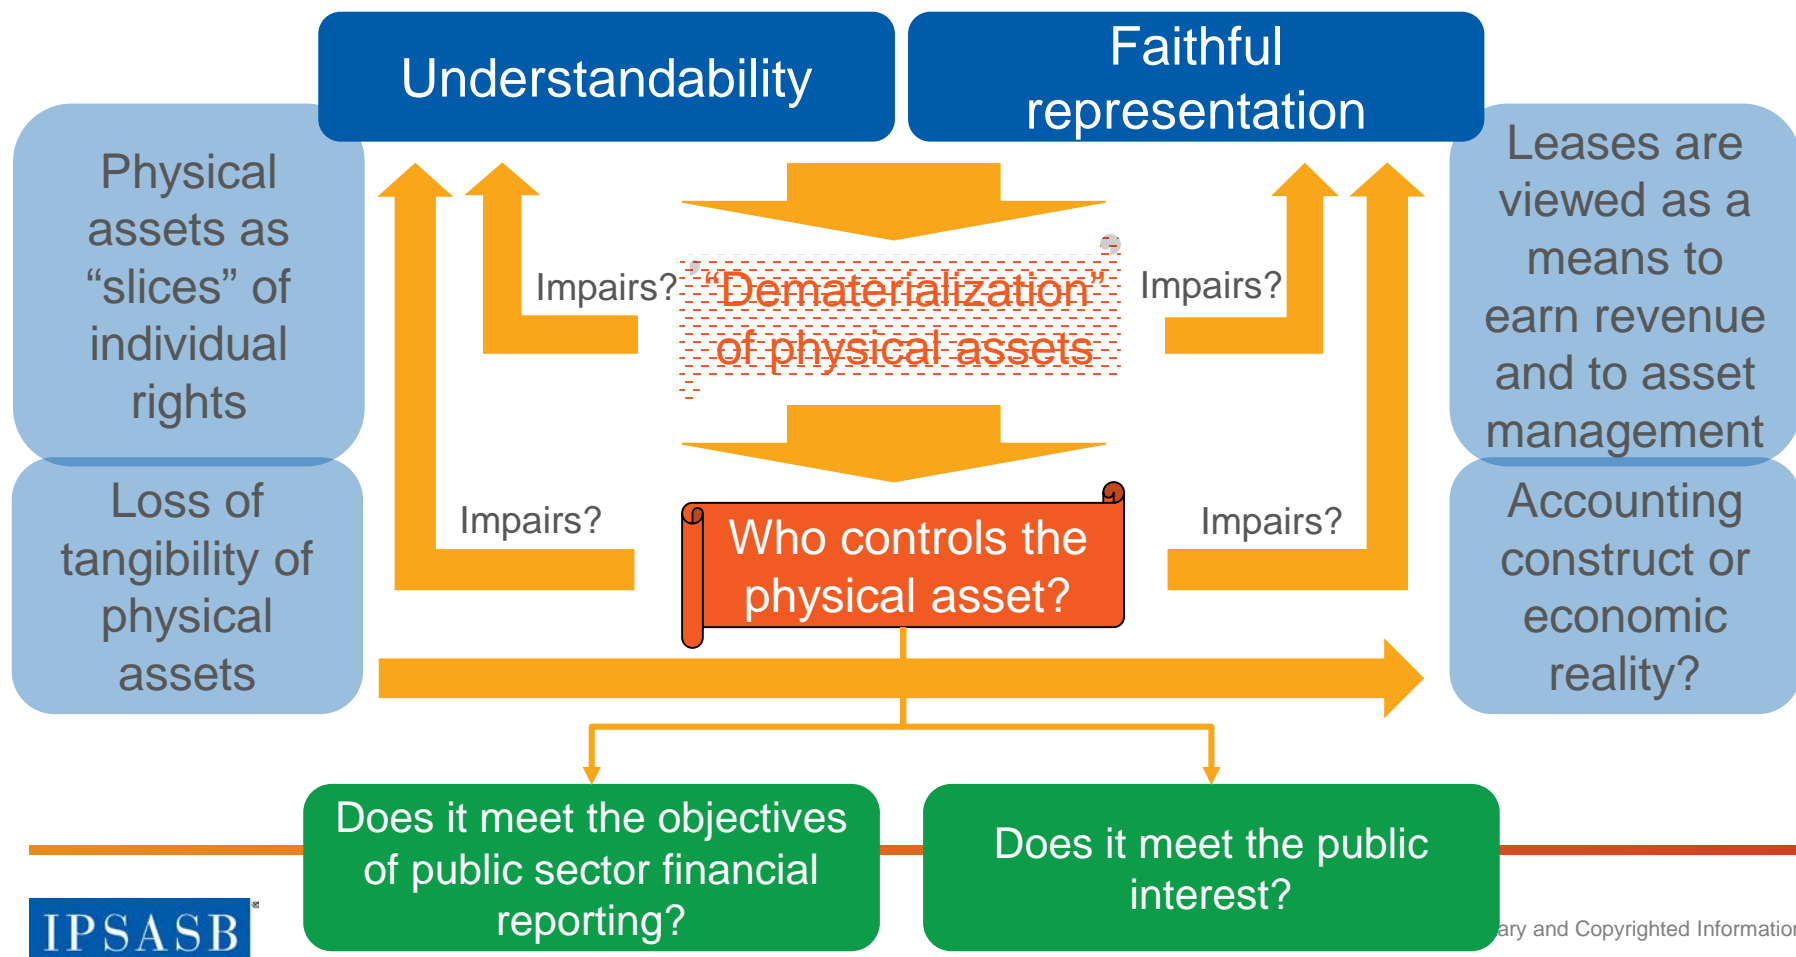 Understandability
Faithful
representation
Physical
assets as
“slices” of
individual
rights
Loss of
tangibility of
physical
assets
Impairs?
“Dematerialization”
of physical assets
Impairs?
Impairs?
Who controls the
physical asset?
Impairs?
Leases are
viewed as a
means to
earn revenue
and to asset
management
Accounting
construct or
economic
reality?
Does it meet the objectives
of public sector financial
reporting?
Does it meet the public
interest?
IPSASB®
and Copyrighted Information